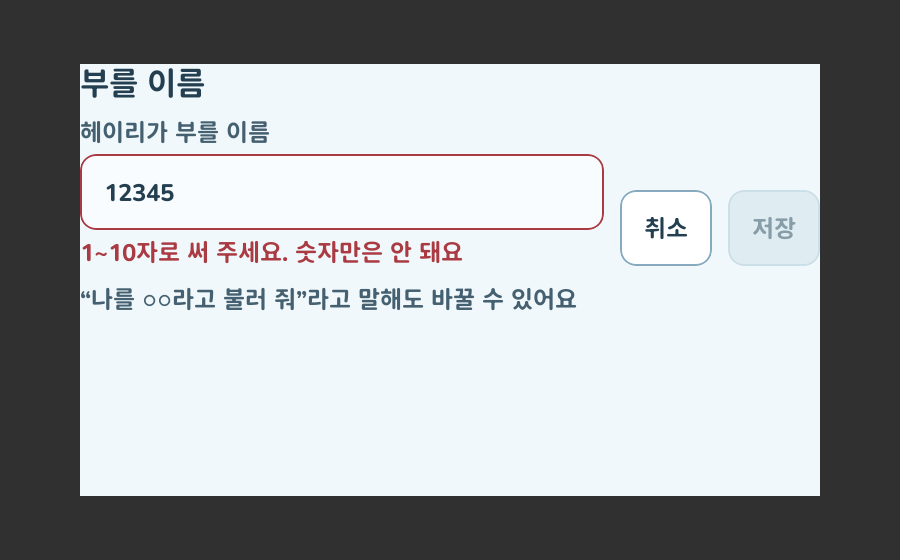 부를 이름
헤이리가 부를 이름
12345
1~10자로 써 주세요. 숫자만은 안 돼요
취소
저장
“나를 ○○라고 불러 줘”라고 말해도 바꿀 수 있어요